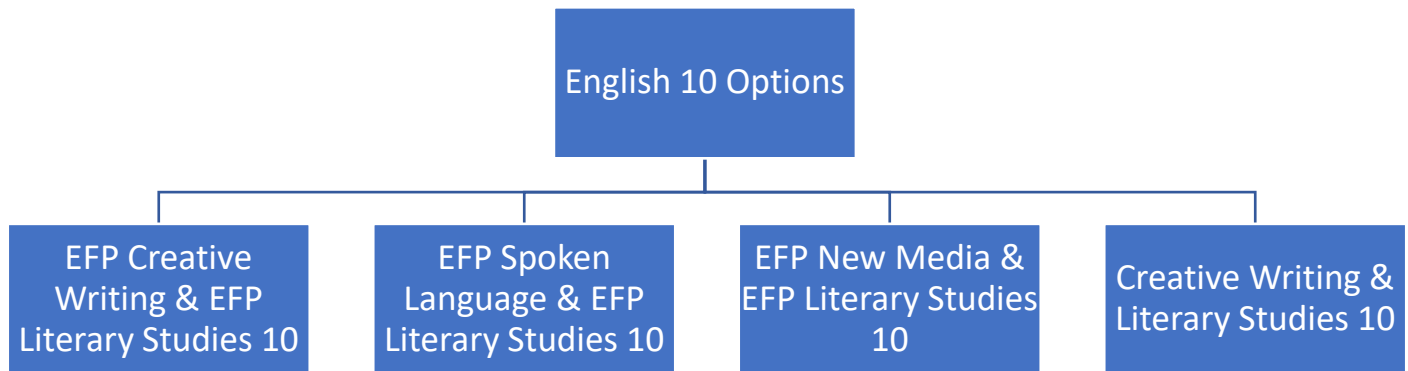 English 10 Options
EFP Creative
Writing & EFP
Literary Studies 10
EFP Spoken
Language & EFP
Literary Studies 10
EFP New Media &
EFP Literary Studies
10
Creative Writing &
Literary Studies 10